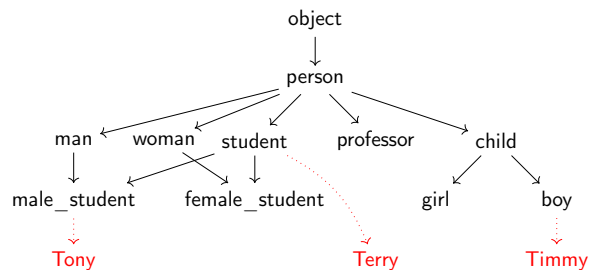 object
person
man woman student professor child
male_student female_student girl boy
Tony Terry Timmy